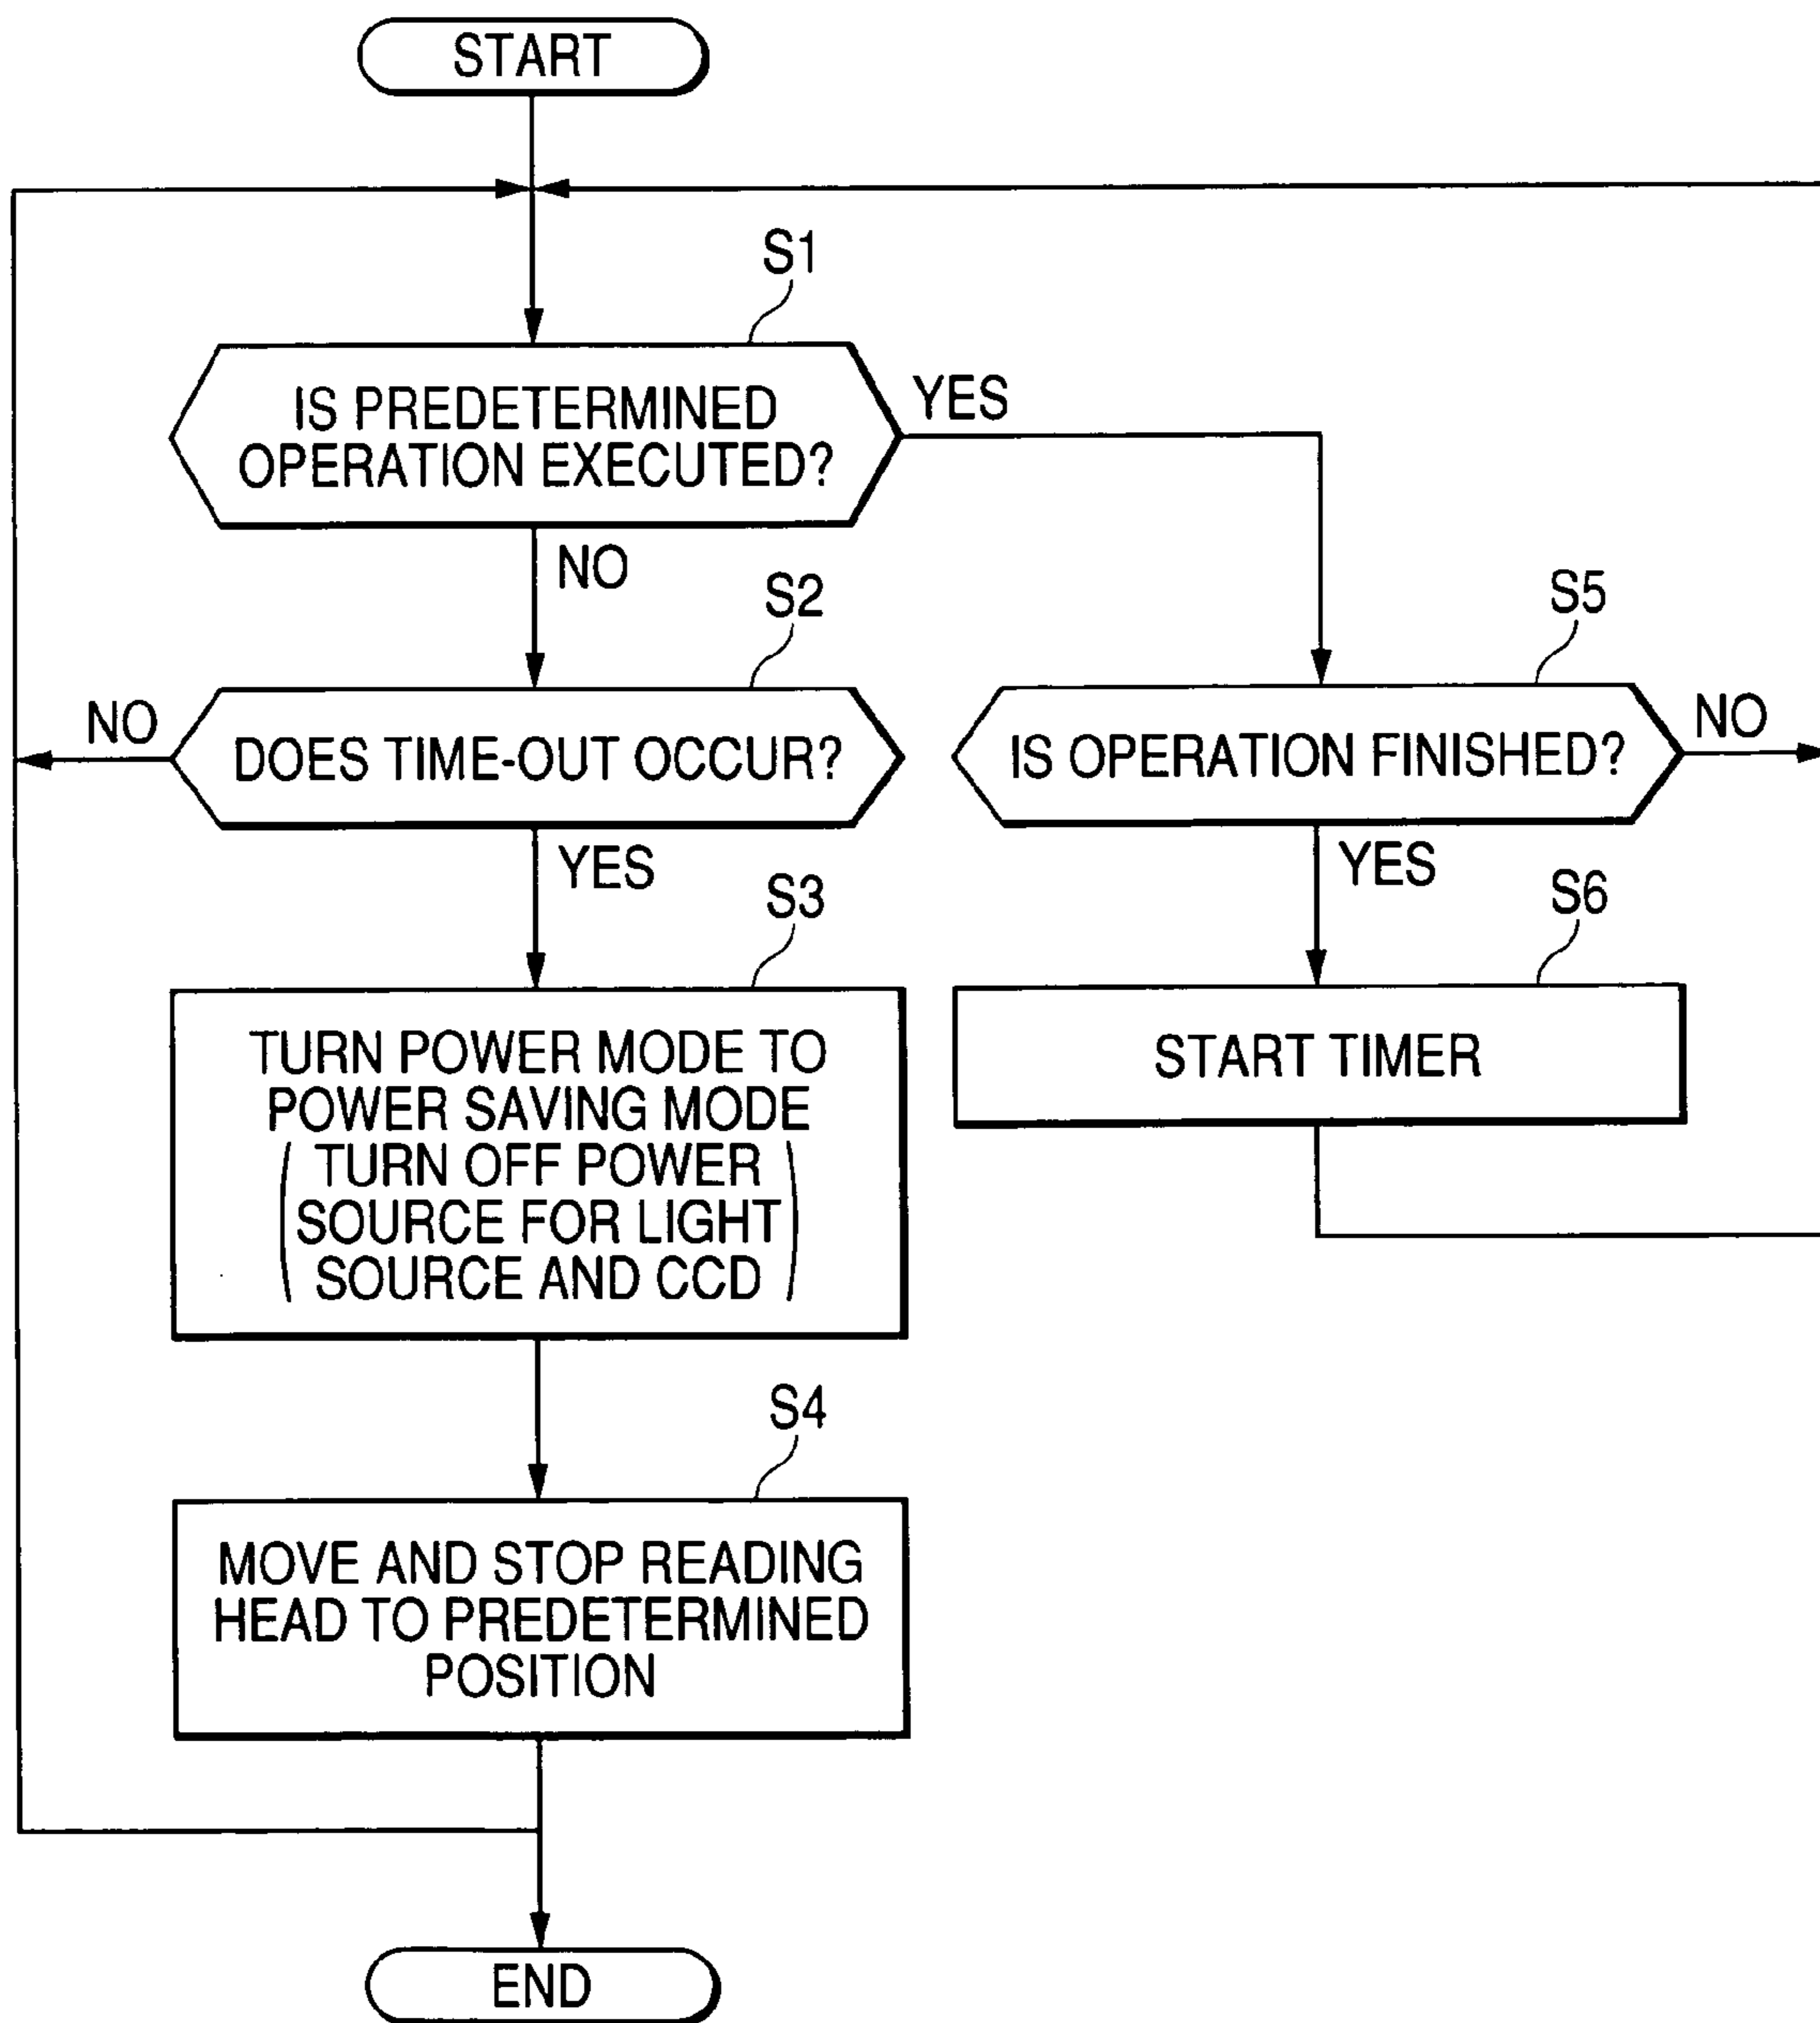 START
S1
IS PREDETERMINED
OPERATION EXECUTED?
YES
NO
S2
NO
DOES TIME-OUT OCCUR?
YES
S5
IS OPERATION FINISHED?
NO
YES
S3
TURN POWER MODE TO
POWER SAVING MODE
( TURN OFF POWER
SOURCE FOR LIGHT
SOURCE AND CCD )
S6
START TIMER
S4
MOVE AND STOP READING
HEAD TO PREDETERMINED
POSITION
END